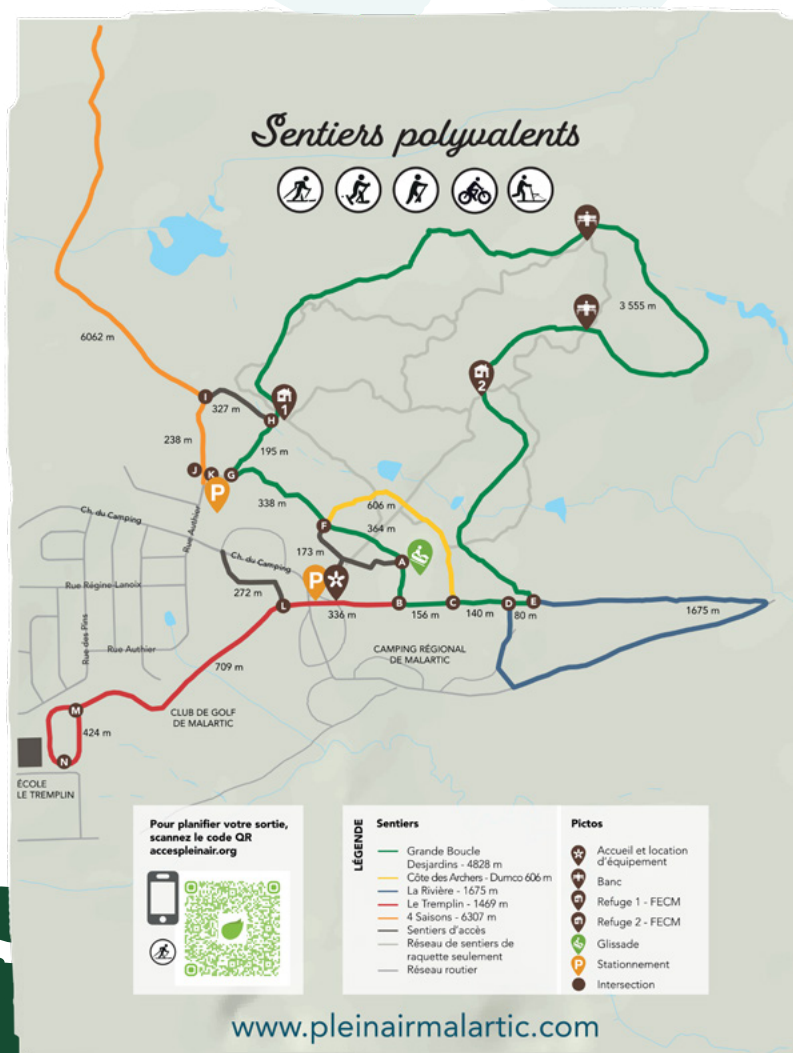 Sentiers polyvalents
3 555 m
6062 m
2
1
I
327 m
H
238 m
195 m
J
K
G
P
338 m
606 m
Ch. du Camping
F
364 m
Rue Authier
173 m
A
Ch. du Camping
P
Rue Régine-Lanoix
272 m
L
336 m
B
156 m
C
140 m
D
80 m
E
1675 m
Rue des Pins
Rue Authier
CAMPING RÉGIONAL
DE MALARTIC
709 m
M
CLUB DE GOLF
DE MALARTIC
424 m
N
ÉCOLE
LE TREMPLIN
Pour planifier votre sortie,
scannez le code QR
accespleinair.org
LÉGENDE
Sentiers
Grande Boucle
Desjardins - 4828 m
Côte des Archers - Dumco 606 m
La Rivière - 1675 m
Le Tremplin - 1469 m
4 Saisons - 6307 m
Sentiers d'accès
Réseau de sentiers de
raquette seulement
Réseau routier
Pictos
Accueil et location
d'équipement
Banc
Refuge 1 - FECM
Refuge 2 - FECM
Glissade
P
Stationnement
Intersection
www.pleinairmalartic.com